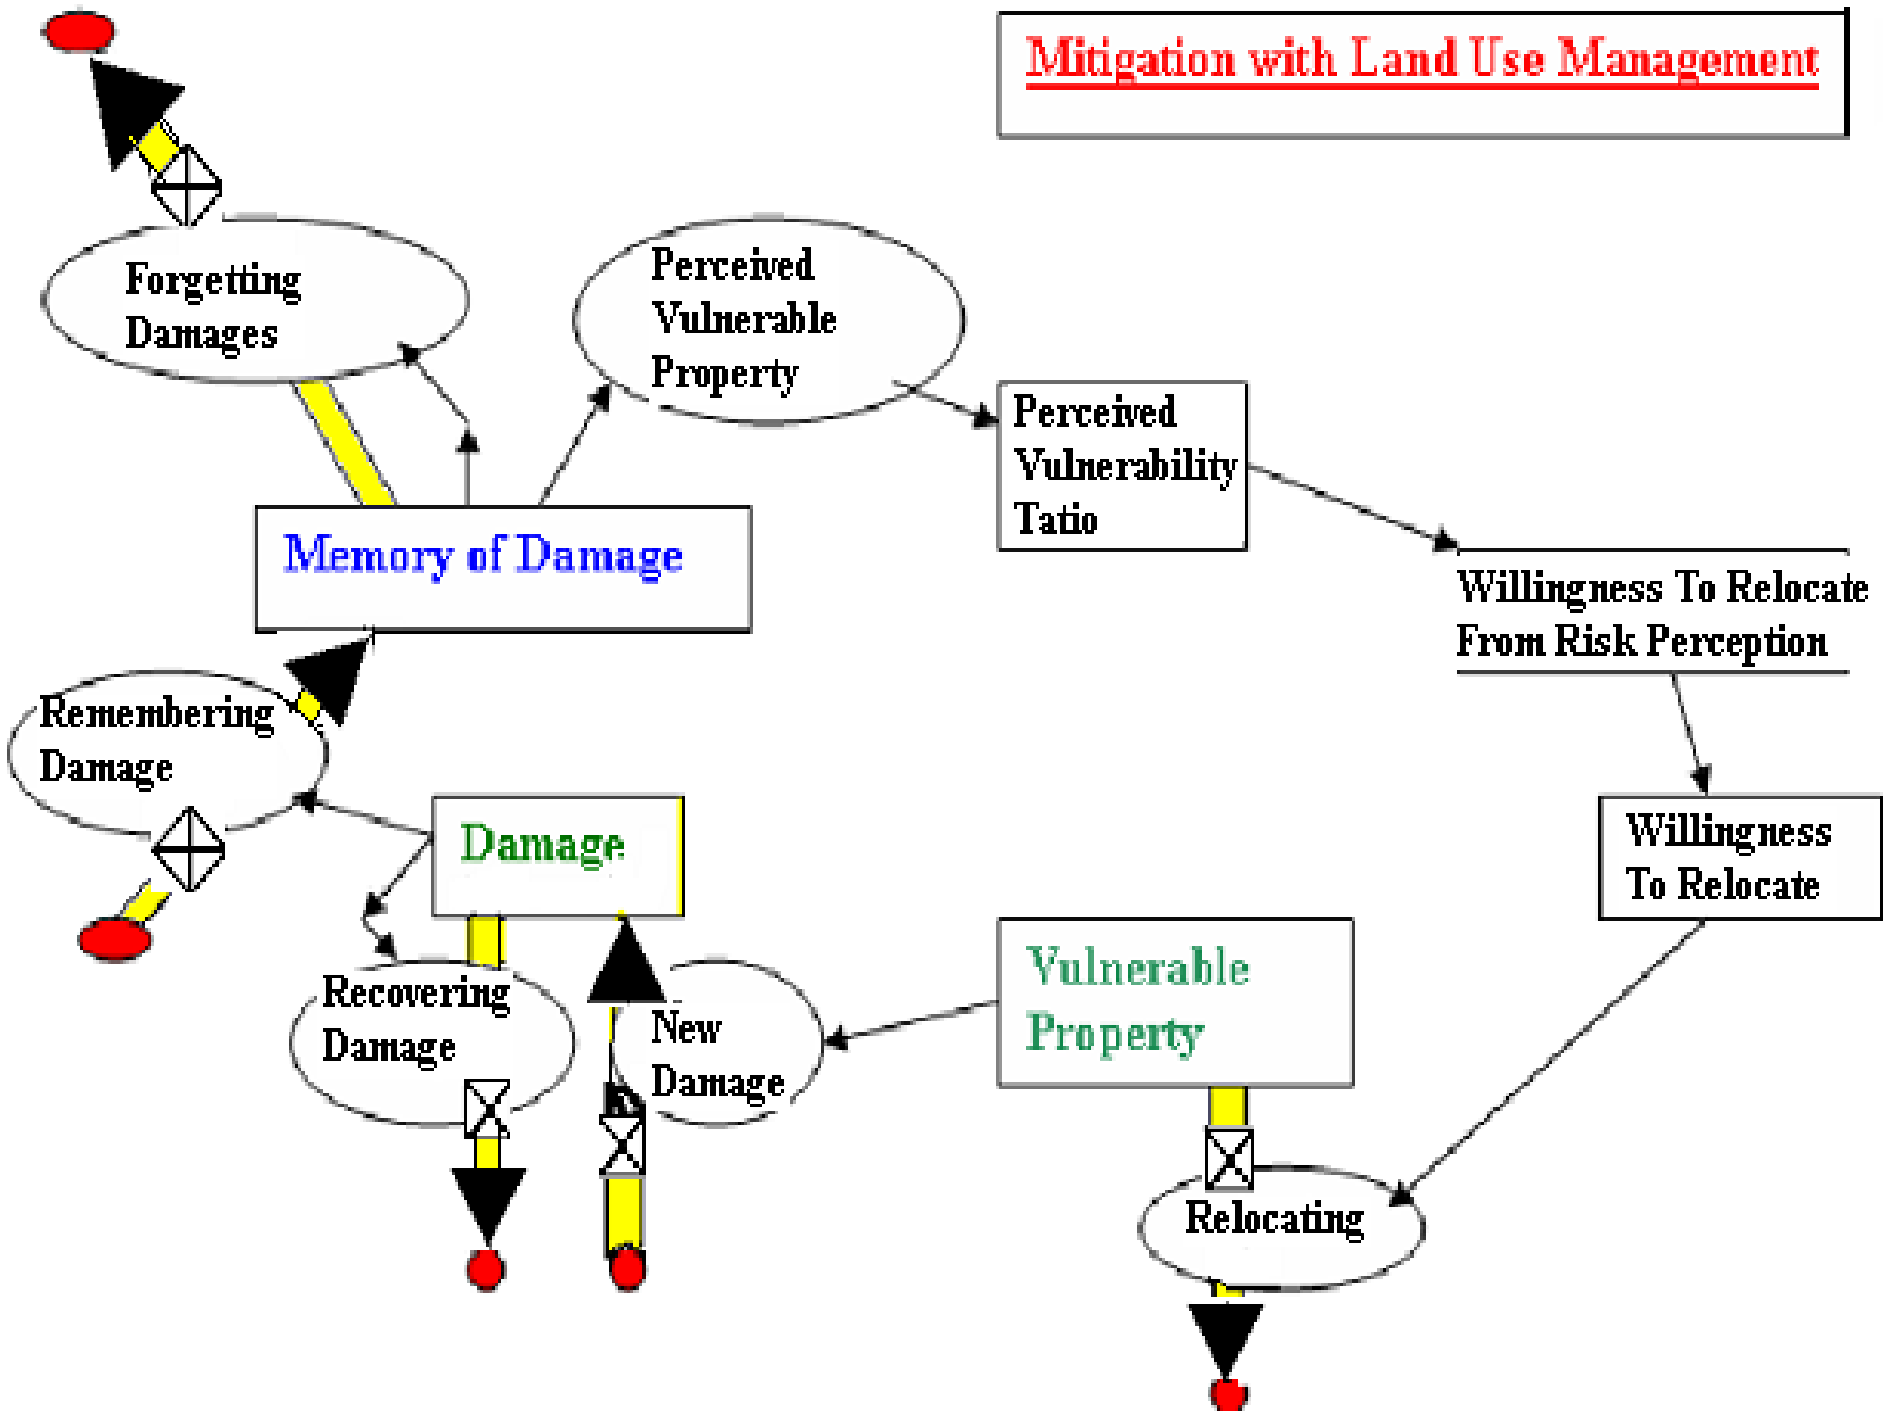 Mitigation with Land Use Management
Forgetting
Damages
Perceived
Vulnerable
Property
Perceived
Vulnerability
Tatio
Memory of Damage
Willingness To Relocate
From Risk Perception
Remembering
Damage
Damage
Willingness
To Relocate
Recovering
Damage
New
Damage
Vulnerable
Property
Relocating